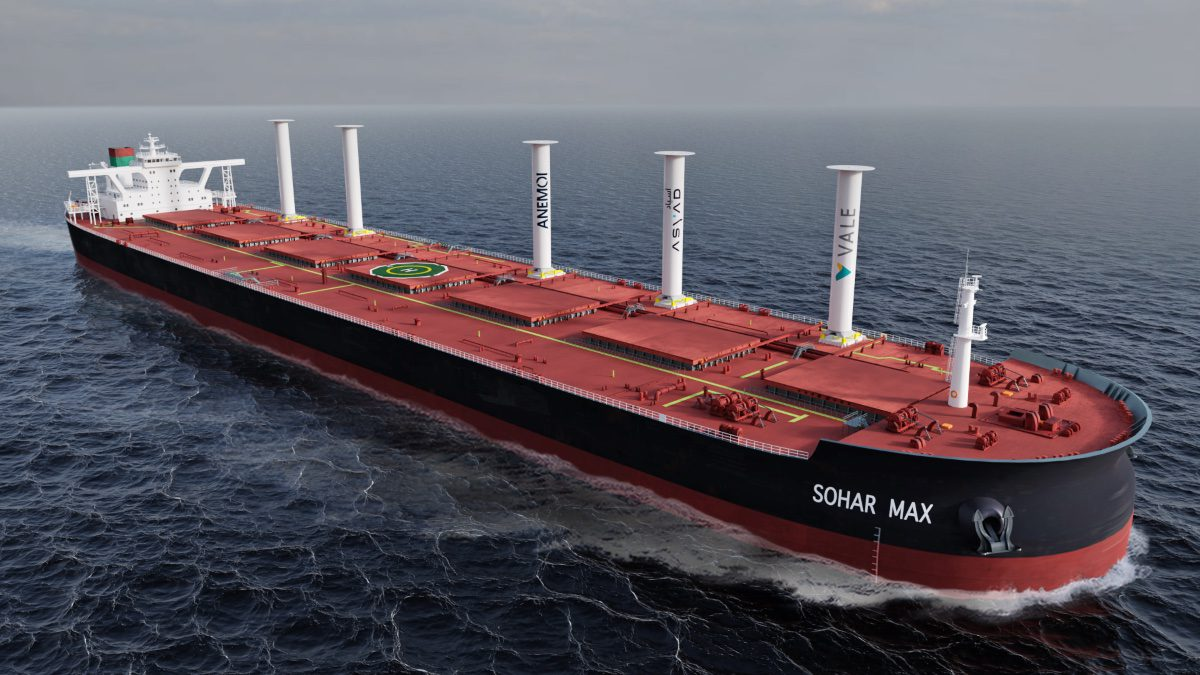 ANEMOI
أسياد
ASYAD
VALE
H
SOHAR MAX